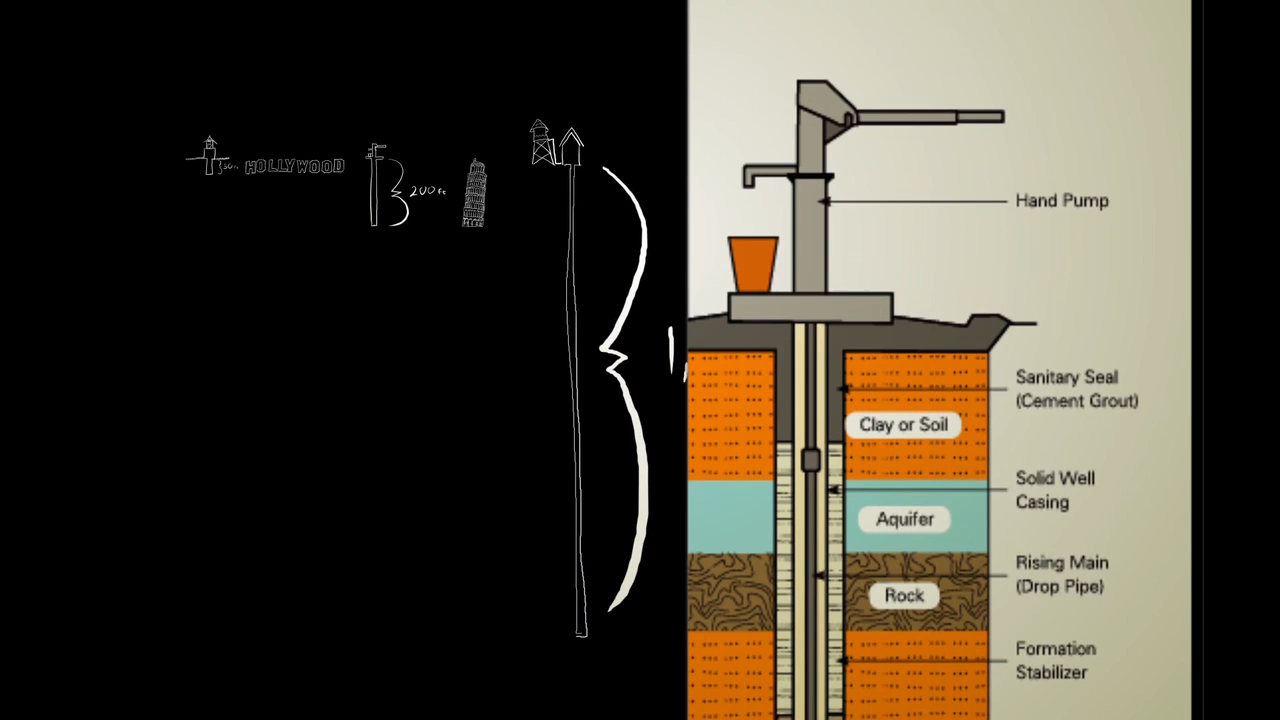 HOLLYWOOD
200 ft
Hand Pump
Sanitary Seal
(Cement Grout)
Clay or Soil
Solid Well
Casing
Aquifer
Rising Main
(Drop Pipe)
Rock
Formation
Stabilizer